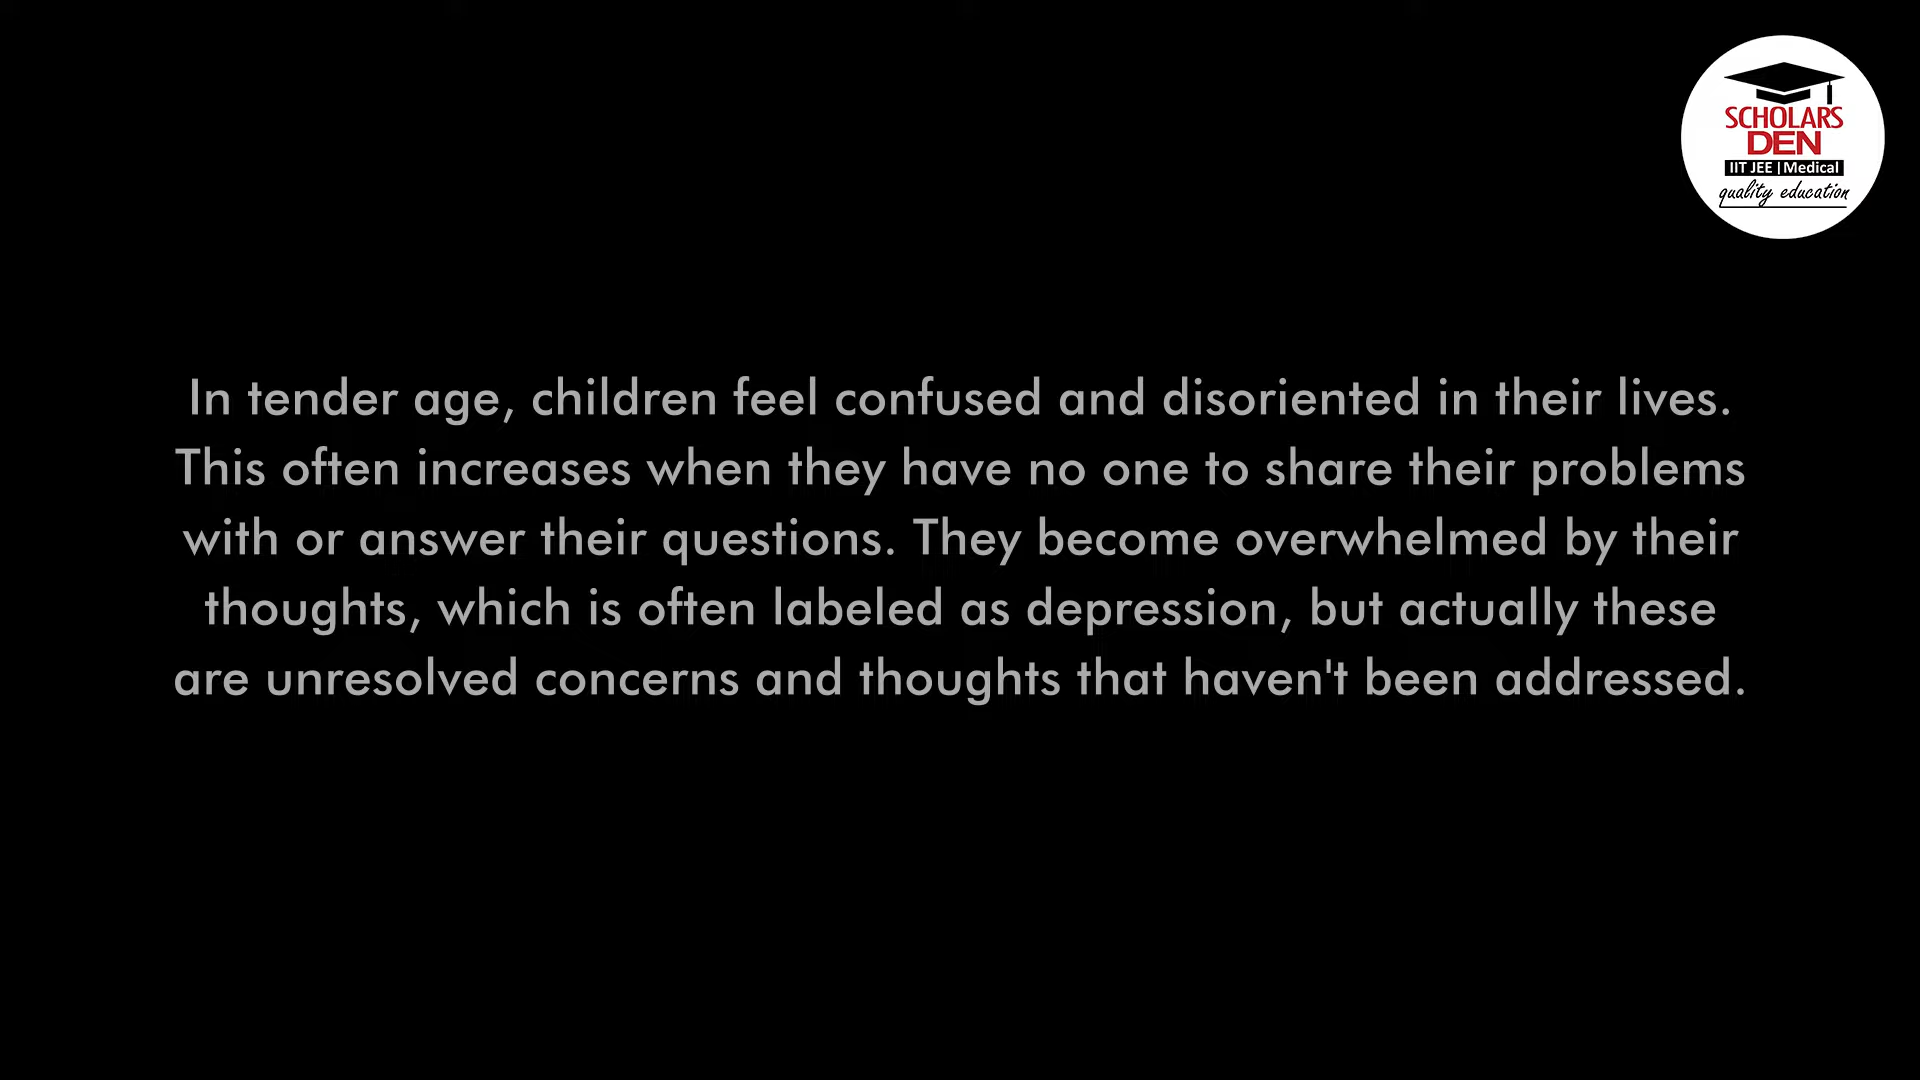 SCHOLARS
DEN
IIT JEE | Medical
quality education
In tender age, children feel confused and disoriented in their lives.
This often increases when they have no one to share their problems
with or answer their questions. They become overwhelmed by their
thoughts, which is often labeled as depression, but actually these
are unresolved concerns and thoughts that haven't been addressed.